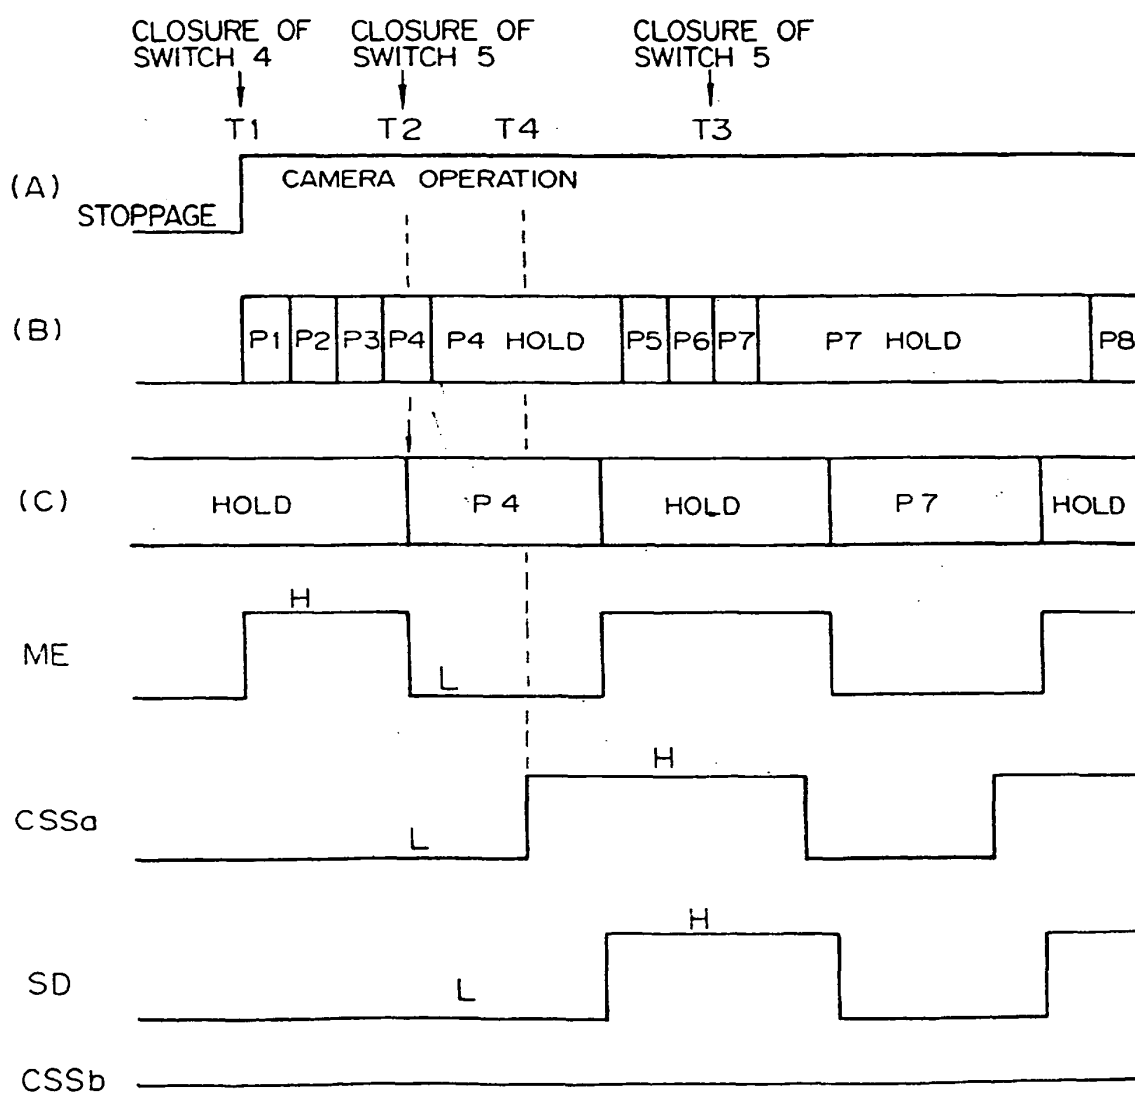 CLOSURE OF SWITCH 4
CLOSURE OF SWITCH 5
CLOSURE OF SWITCH 5
T1 T2 T4 T3
(A)
STOPPAGE
CAMERA OPERATION
(B)
P1 P2 P3 P4 P4 HOLD P5 P6 P7 P7 HOLD P8
(C)
HOLD P4 HOLD P7 HOLD
ME
H
L
CSSa
H
L
SD
H
L
CSSb